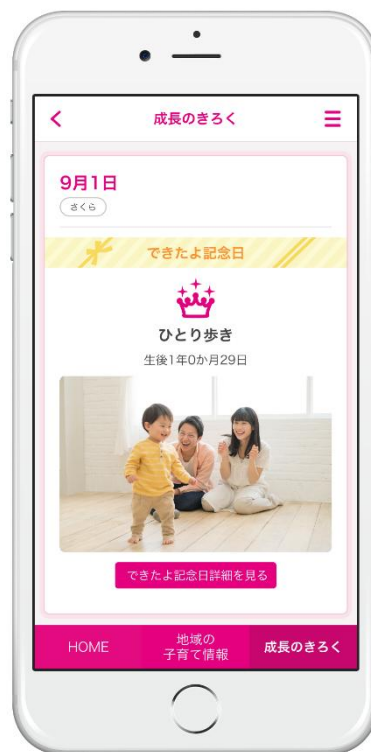 成長のきろく
9月1日
さくら
できたよ記念日
ひとり歩き
生後1年0か月29日
できたよ記念日詳細を見る
HOME
地域の
子育て情報
成長のきろく